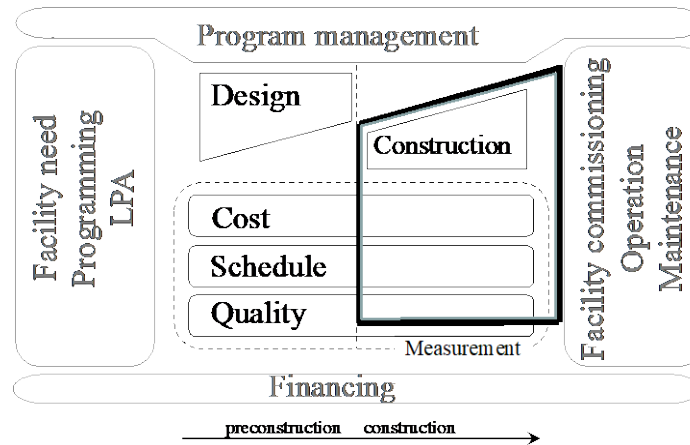 Program management
Facility need
Programming
LPA
Design
Construction
Cost
Schedule
Quality
Measurement
Facility commissioning
Operation
Maintenance
Financing
preconstruction construction